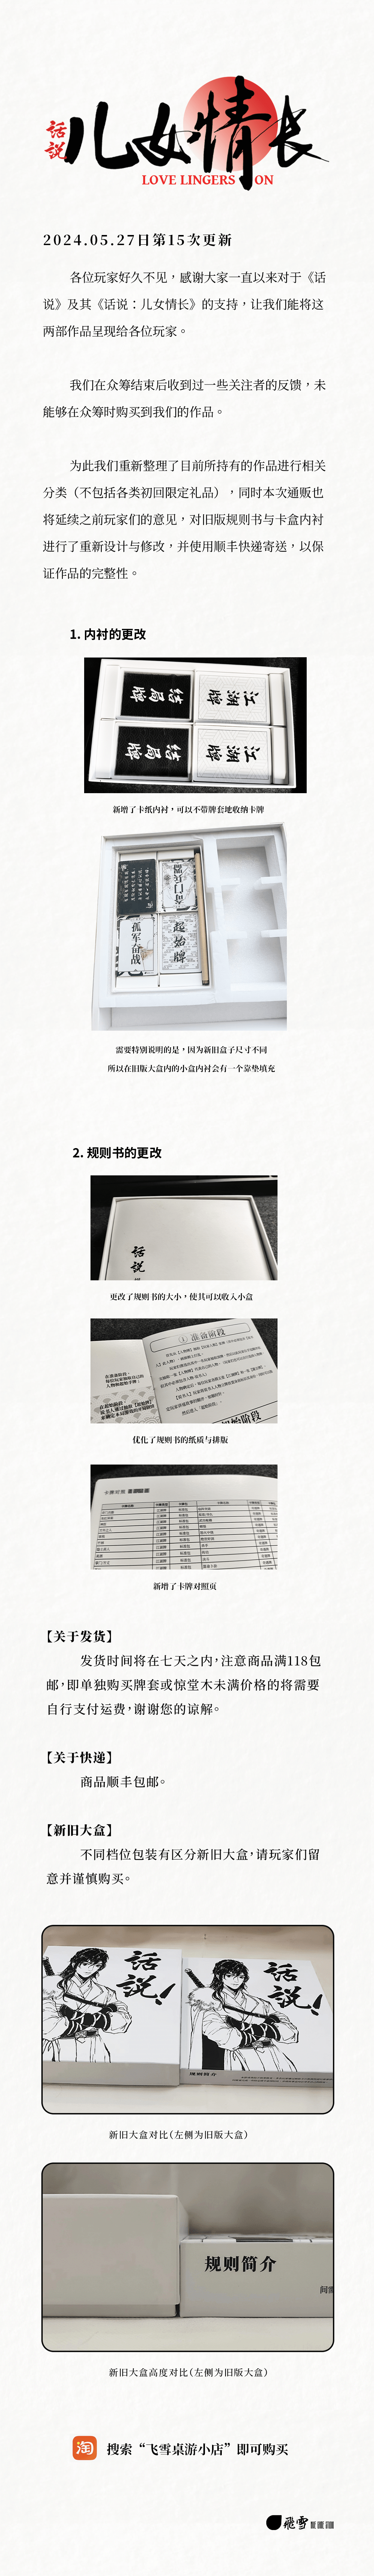 话
説
儿女情长
LOVE LINGERS ON
2024.05.27日第15次更新
各位玩家好久不见，感谢大家一直以来对于《话
说》及其《话说：儿女情长》的支持，让我们能将这
两部作品呈现给各位玩家。
我们在众筹结束后收到过一些关注者的反馈，未
能够在众筹时购买到我们的作品。
为此我们重新整理了目前所持有的作品进行相关
分类（不包括各类初回限定礼品），同时本次通贩也
将延续之前玩家们的意见，对旧版规则书与卡盒内衬
进行了重新设计与修改，并使用顺丰快递寄送，以保
证作品的完整性。
1. 内衬的更改
结局牌
江湖牌
结局牌
江湖牌
新增了卡纸内衬，可以不带牌套地收纳卡牌
奇门兵器
孤军奋战
起始牌
需要特别说明的是，因为新旧盒子尺寸不同
所以在旧版大盒内的小盒内衬会有一个靠垫填充
2. 规则书的更改
话
説
更改了规则书的大小，使其可以收入小盒
准备阶段
优化了规则书的纸质与排版
新增了卡牌对照页
【关于发货】
发货时间将在七天之内，注意商品满118包
邮，即单独购买牌套或惊堂木未满价格的将需要
自行支付运费，谢谢您的谅解。
【关于快递】
商品顺丰包邮。
【新旧大盒】
不同档位包装有区分新旧大盒，请玩家们留
意并谨慎购买。
话
説！
话
説！
规则简介
新旧大盒对比（左侧为旧版大盒）
规则简介
新旧大盒高度对比（左侧为旧版大盒）
淘
搜索“飞雪桌游小店”即可购买
飛雪